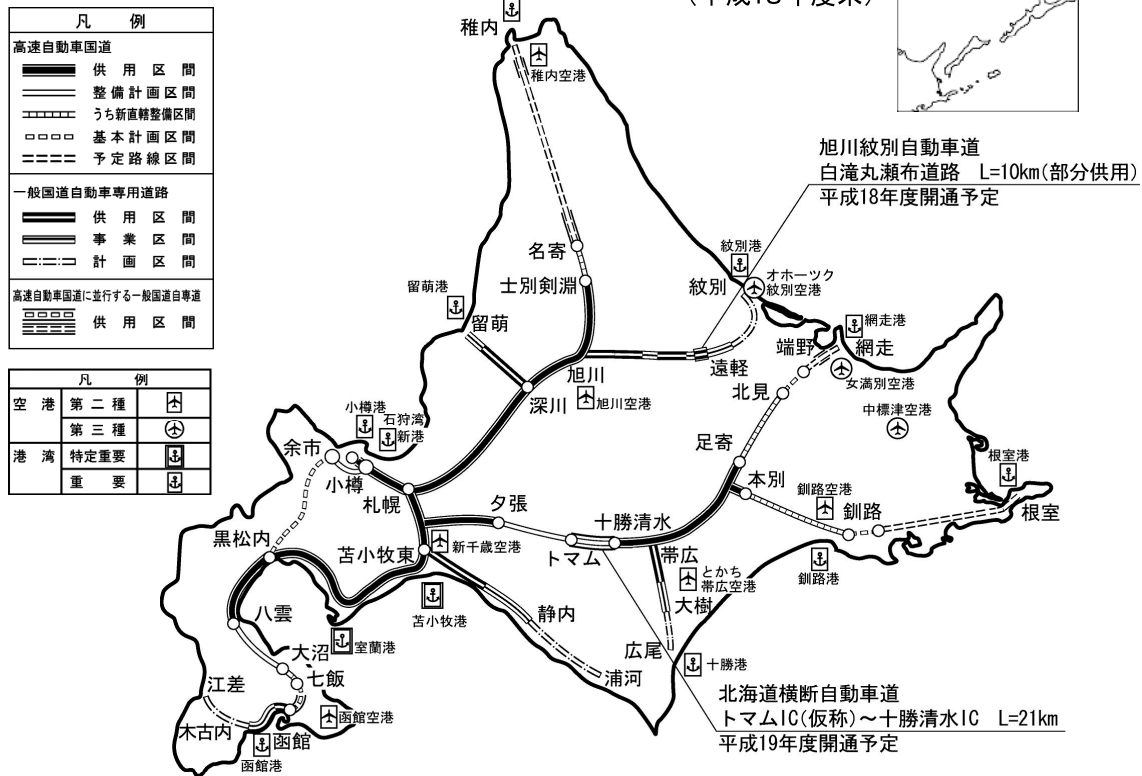 (平成18年度末)
凡例
高速自動車国道
供用区間
整備計画区間
うち新直轄整備区間
基本計画区間
予定路線区間
一般国道自動車専用道路
供用区間
事業区間
計画区間
高速自動車国道に並行する一般国道自専道
供用区間
凡例
空港 第二種
第三種
港湾 特定重要
重要
稚内
稚内空港
旭川紋別自動車道
白滝丸瀬布道路 L=10km(部分供用)
平成18年度開通予定
名寄
士別剣淵
紋別港
紋別
オホーツク
紋別空港
留萌港
留萌
網走港
端野
網走
遠軽
旭川
北見
女満別空港
深川
旭川空港
中標津空港
小樽港
石狩湾
新港
足寄
余市
小樽
札幌
本別
根室港
釧路空港
釧路
根室
夕張
十勝清水
黒松内
苫小牧東
新千歳空港
トマム
帯広
とかち
帯広空港
釧路港
大樹
苫小牧港
静内
八雲
大沼
室蘭港
広尾
十勝港
七飯
浦河
江差
木古内
函館
函館空港
函館港
北海道横断自動車道
トマムIC(仮称)～十勝清水IC L=21km
平成19年度開通予定